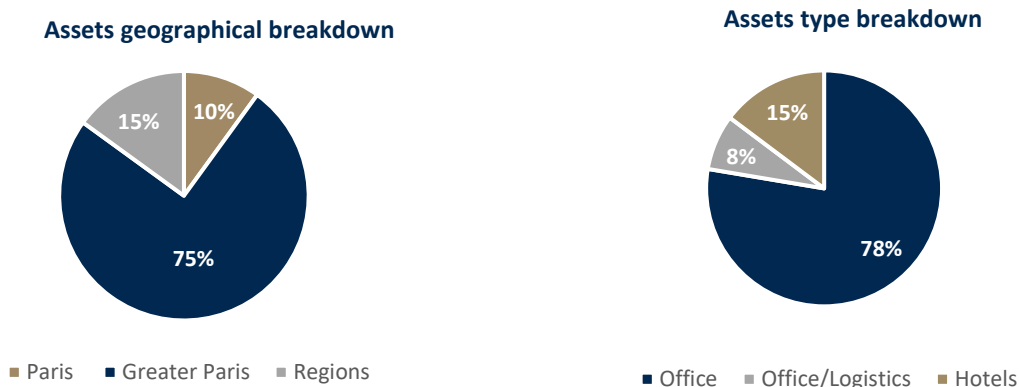 Assets geographical breakdown
10%
15%
75%
Paris Greater Paris Regions
Assets type breakdown
15%
8%
78%
Office Office/Logistics Hotels